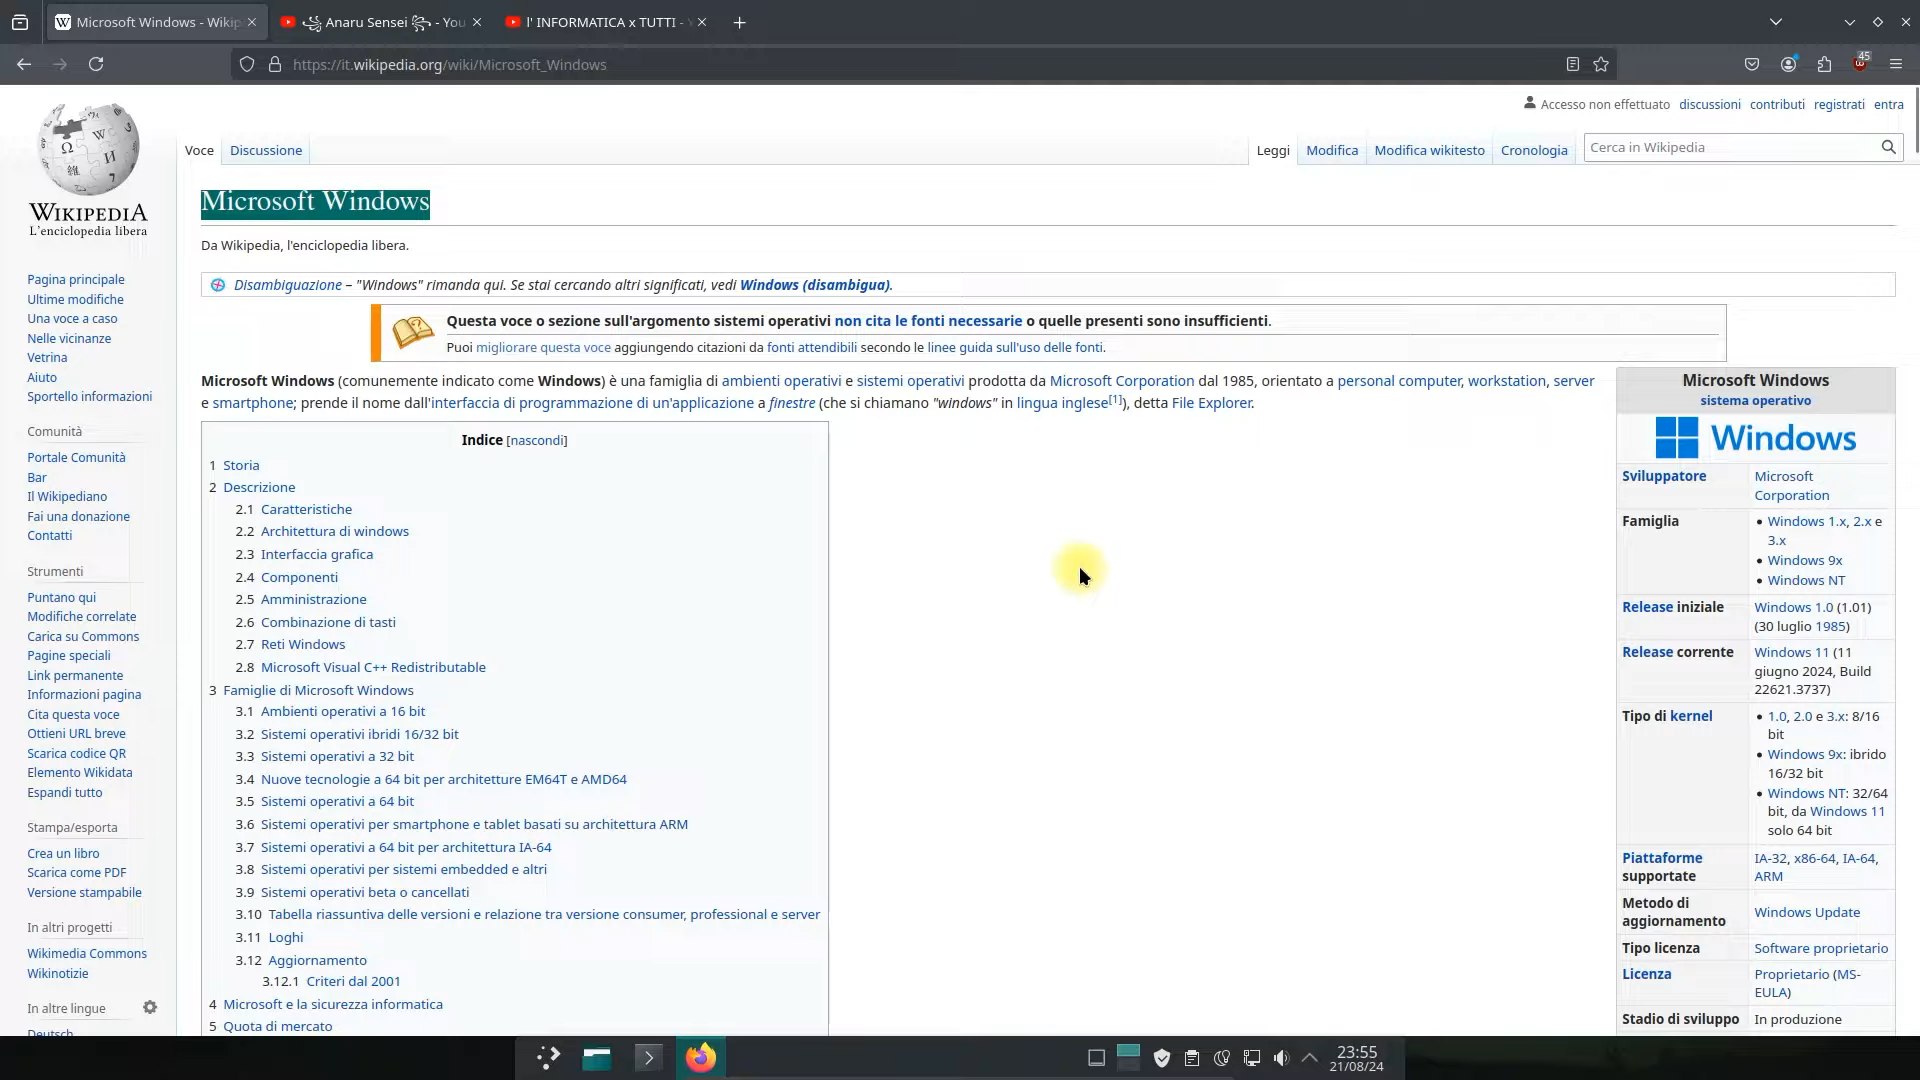 Microsoft Windows - Wikip
Anaru Sensei
- You
l' INFORMATICA x TUTTI - Y
https://it.wikipedia.org/wiki/Microsoft_Windows
45
Accesso non effettuato discussioni contributi registrati entra
Voce Discussione Leggi Modifica Modifica wikitesto Cronologia Cerca in Wikipedia
WIKIPEDIA
L'enciclopedia libera
Pagina principale
Ultime modifiche
Una voce a caso
Nelle vicinanze
Vetrina
Aiuto
Sportello informazioni
Comunità
Portale Comunità
Bar
Il Wikipediano
Fai una donazione
Contatti
Strumenti
Puntano qui
Modifiche correlate
Carica su Commons
Pagine speciali
Link permanente
Informazioni pagina
Cita questa voce
Ottieni URL breve
Scarica codice QR
Elemento Wikidata
Espandi tutto
Stampa/esporta
Crea un libro
Scarica come PDF
Versione stampabile
In altri progetti
Wikimedia Commons
Wikinotizie
In altre lingue
Deutsch
Microsoft Windows
Da Wikipedia, l'enciclopedia libera.
Disambiguazione – "Windows" rimanda qui. Se stai cercando altri significati, vedi Windows (disambigua).
Questa voce o sezione sull'argomento sistemi operativi non cita le fonti necessarie o quelle presenti sono insufficienti.
Puoi migliorare questa voce aggiungendo citazioni da fonti attendibili secondo le linee guida sull'uso delle fonti.
Microsoft Windows (comunemente indicato come Windows) è una famiglia di ambienti operativi e sistemi operativi prodotta da Microsoft Corporation dal 1985, orientato a personal computer, workstation, server
e smartphone; prende il nome dall'interfaccia di programmazione di un'applicazione a finestre (che si chiamano "windows" in lingua inglese[1]), detta File Explorer.
Indice [nascondi]
1 Storia
2 Descrizione
2.1 Caratteristiche
2.2 Architettura di windows
2.3 Interfaccia grafica
2.4 Componenti
2.5 Amministrazione
2.6 Combinazione di tasti
2.7 Reti Windows
2.8 Microsoft Visual C++ Redistributable
3 Famiglie di Microsoft Windows
3.1 Ambienti operativi a 16 bit
3.2 Sistemi operativi ibridi 16/32 bit
3.3 Sistemi operativi a 32 bit
3.4 Nuove tecnologie a 64 bit per architetture EM64T e AMD64
3.5 Sistemi operativi a 64 bit
3.6 Sistemi operativi per smartphone e tablet basati su architettura ARM
3.7 Sistemi operativi a 64 bit per architettura IA-64
3.8 Sistemi operativi per sistemi embedded e altri
3.9 Sistemi operativi beta o cancellati
3.10 Tabella riassuntiva delle versioni e relazione tra versione consumer, professional e server
3.11 Loghi
3.12 Aggiornamento
3.12.1 Criteri dal 2001
4 Microsoft e la sicurezza informatica
5 Quota di mercato
Microsoft Windows
sistema operativo
Windows
Sviluppatore Microsoft
Corporation
Famiglia • Windows 1.x, 2.x e
3.x
• Windows 9x
• Windows NT
Release iniziale Windows 1.0 (1.01)
(30 luglio 1985)
Release corrente Windows 11 (11
giugno 2024, Build
22621.3737)
Tipo di kernel • 1.0, 2.0 e 3.x: 8/16
bit
• Windows 9x: ibrido
16/32 bit
• Windows NT: 32/64
bit, da Windows 11
solo 64 bit
Piattaforme IA-32, x86-64, IA-64,
supportate ARM
Metodo di
aggiornamento Windows Update
Tipo licenza Software proprietario
Licenza Proprietario (MS-
EULA)
Stadio di sviluppo In produzione
23:55
21/08/24